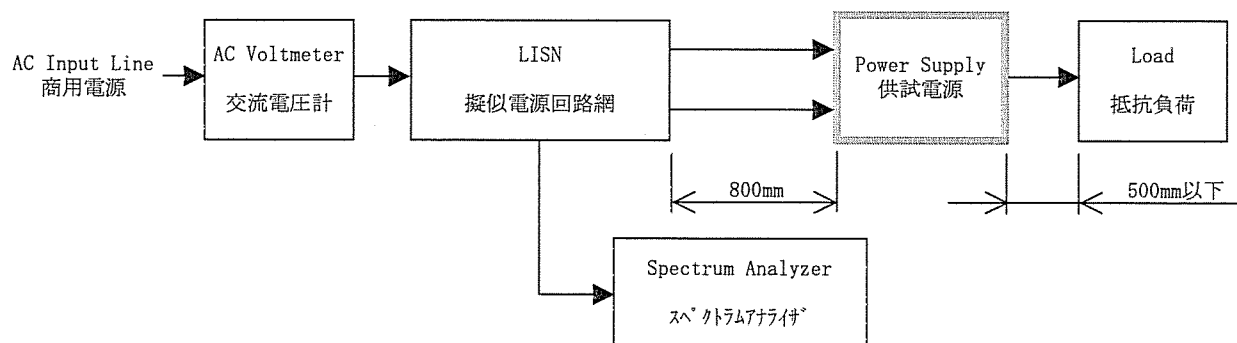 AC Input Line
商用電源
AC Voltmeter
交流電圧計
LISN
擬似電源回路網
Power Supply
供試電源
Load
抵抗負荷
800mm
500mm以下
Spectrum Analyzer
ｽﾍﾟｸﾄﾗﾑｱﾅﾗｲｻﾞ